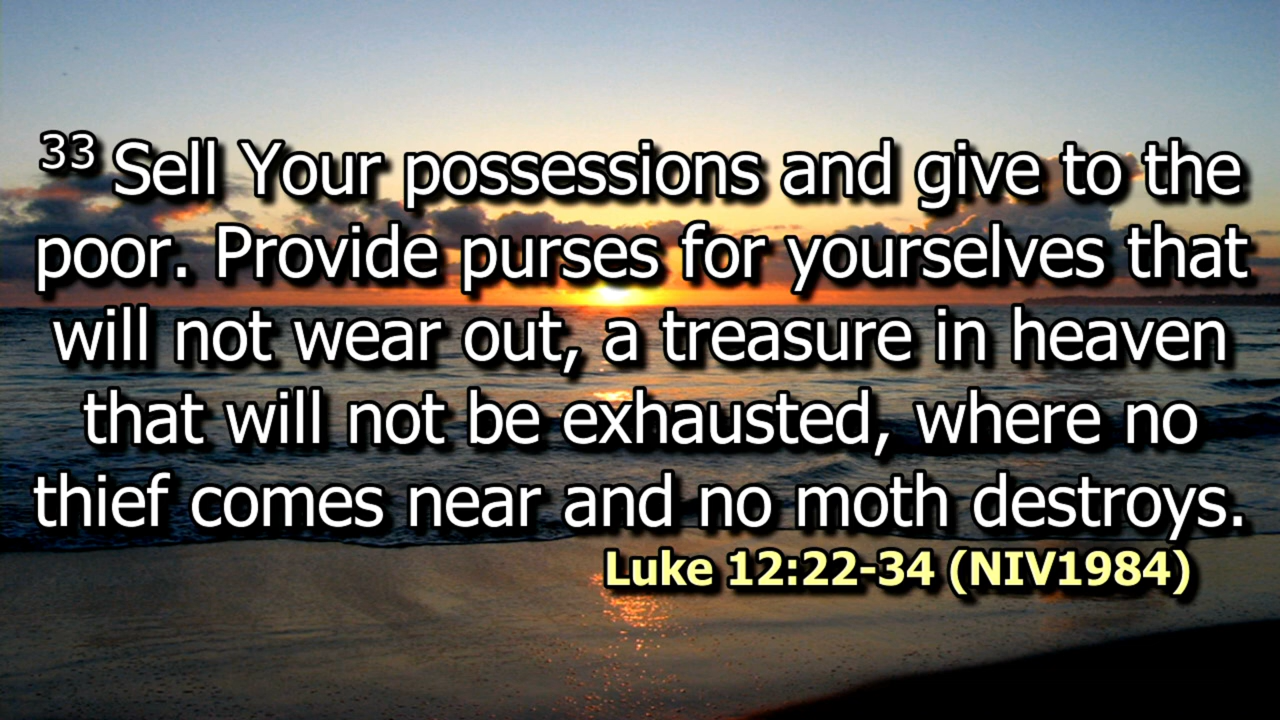 33 Sell Your possessions and give to the
poor. Provide purses for yourselves that
will not wear out, a treasure in heaven
that will not be exhausted, where no
thief comes near and no moth destroys.
Luke 12:22-34 (NIV1984)